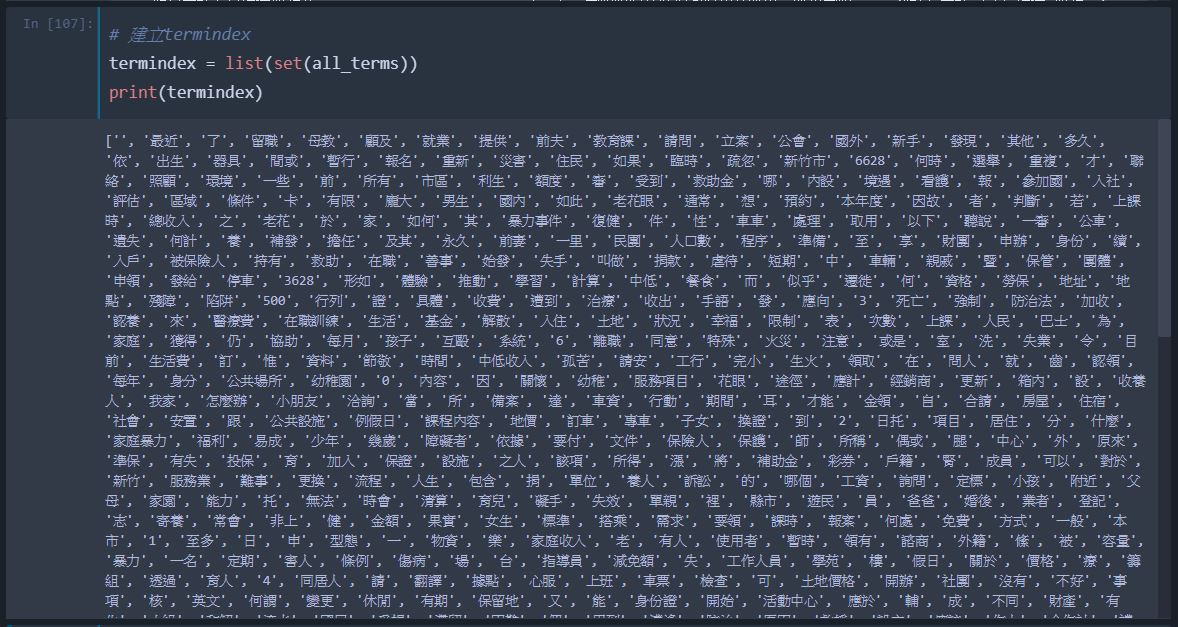 In [107]:
# 建立termindex
termindex = list(set(all_terms))
print(termindex)
['', '最近', '了', '留職', '母教', '顧及', '就業', '提供', '前夫', '教育課', '請問', '立案', '公會', '國外', '新手', '發現', '其他', '多久',
'依', '出生', '器具', '間或', '暫行', '報名', '重新', '災害', '住民', '如果', '臨時', '疏忽', '新竹市', '6628', '何時', '選舉', '重複', '才', '聯
絡', '照顧', '環境', '一些', '前', '所有', '市區', '利生', '額度', '審', '受到', '救助金', '哪', '內設', '境遇', '看護', '報', '參加國', '入社',
'評估', '區域', '條件', '卡', '有限', '龐大', '男生', '國內', '如此', '老花眼', '通常', '想', '預約', '本年度', '因故', '者', '判斷', '若', '上課
時', '總收入', '之', '老花', '於', '家', '如何', '其', '暴力事件', '復健', '件', '性', '車車', '處理', '取用', '以下', '聽說', '一審', '公車',
'遺失', '何計', '養', '補發', '擔任', '及其', '永久', '前妻', '一里', '民國', '人口數', '程序', '準備', '至', '享', '財團', '申辦', '身份', '續',
'入戶', '被保險人', '持有', '救助', '在職', '善事', '始發', '失手', '叫做', '捐款', '虐待', '短期', '中', '車輛', '親戚', '暨', '保管', '團體',
'申領', '發給', '停車', '3628', '形如', '體驗', '推動', '學習', '計算', '中低', '餐食', '而', '似乎', '遷徙', '何', '資格', '勞保', '地址', '地
點', '殘障', '陷阱', '500', '行列', '證', '具體', '收費', '遭到', '治療', '收出', '手語', '發', '應向', '3', '死亡', '強制', '防治法', '加收',
'認養', '來', '醫療費', '在職訓練', '生活', '基金', '解散', '入住', '土地', '狀況', '幸福', '限制', '表', '次數', '上課', '人民', '巴士', '為',
'家庭', '獲得', '仍', '協助', '每月', '孩子', '互毆', '系統', '6', '離職', '同意', '特殊', '火災', '注意', '或是', '室', '洗', '失業', '令', '目
前', '生活費', '訂', '惟', '資料', '節敬', '時間', '中低收入', '孤苦', '請安', '工行', '完小', '生火', '領取', '在', '問人', '就', '齒', '認領',
'每年', '身分', '公共場所', '幼稚園', '0', '內容', '因', '關懷', '幼稚', '服務項目', '花眼', '途徑', '應計', '經銷商', '更新', '箱內', '設', '收養
人', '我家', '怎麼辦', '小朋友', '洽詢', '當', '所', '備案', '達', '車資', '行動', '期間', '耳', '才能', '金領', '自', '合請', '房屋', '住宿',
'社會', '安置', '跟', '公共設施', '例假日', '課程內容', '地價', '訂車', '專車', '子女', '換證', '到', '2', '日托', '項目', '居住', '分', '什麼',
'家庭暴力', '福利', '易成', '少年', '幾歲', '障礙者', '依據', '要付', '文件', '保險人', '保護', '師', '所稱', '偶或', '腿', '中心', '外', '原來',
'準保', '有失', '投保', '育', '加入', '保證', '設施', '之人', '該項', '所得', '漲', '將', '補助金', '彩券', '戶籍', '腎', '成員', '可以', '對於',
'新竹', '服務業', '難事', '更換', '流程', '人生', '包含', '捐', '單位', '養人', '訴訟', '的', '哪個', '工資', '詢問', '定標', '小孩', '附近', '父
母', '家園', '能力', '托', '無法', '時會', '清算', '育兒', '礙手', '失效', '單親', '裡', '縣市', '遊民', '員', '爸爸', '婚後', '業者', '登記',
'志', '寄養', '常會', '非上', '健', '金額', '果實', '女生', '標準', '搭乘', '需求', '要領', '課時', '報案', '何處', '免費', '方式', '一般', '本
市', '1', '至多', '日', '申', '型態', '一', '物資', '樂', '家庭收入', '老', '有人', '使用者', '暫時', '領有', '諮商', '外籍', '條', '被', '容量',
'暴力', '一名', '定期', '害人', '條例', '傷病', '場', '台', '指導員', '減免額', '失', '工作人員', '學苑', '樓', '假日', '關於', '價格', '療', '籌
組', '透過', '育人', '4', '同居人', '請', '翻譯', '據點', '心服', '上班', '車票', '檢查', '可', '土地價格', '開辦', '社團', '沒有', '不好', '事
項', '核', '英文', '何謂', '變更', '休閒', '有期', '保留地', '又', '能', '身份證', '開始', '活動中心', '應於', '輔', '成', '不同', '財產', '有